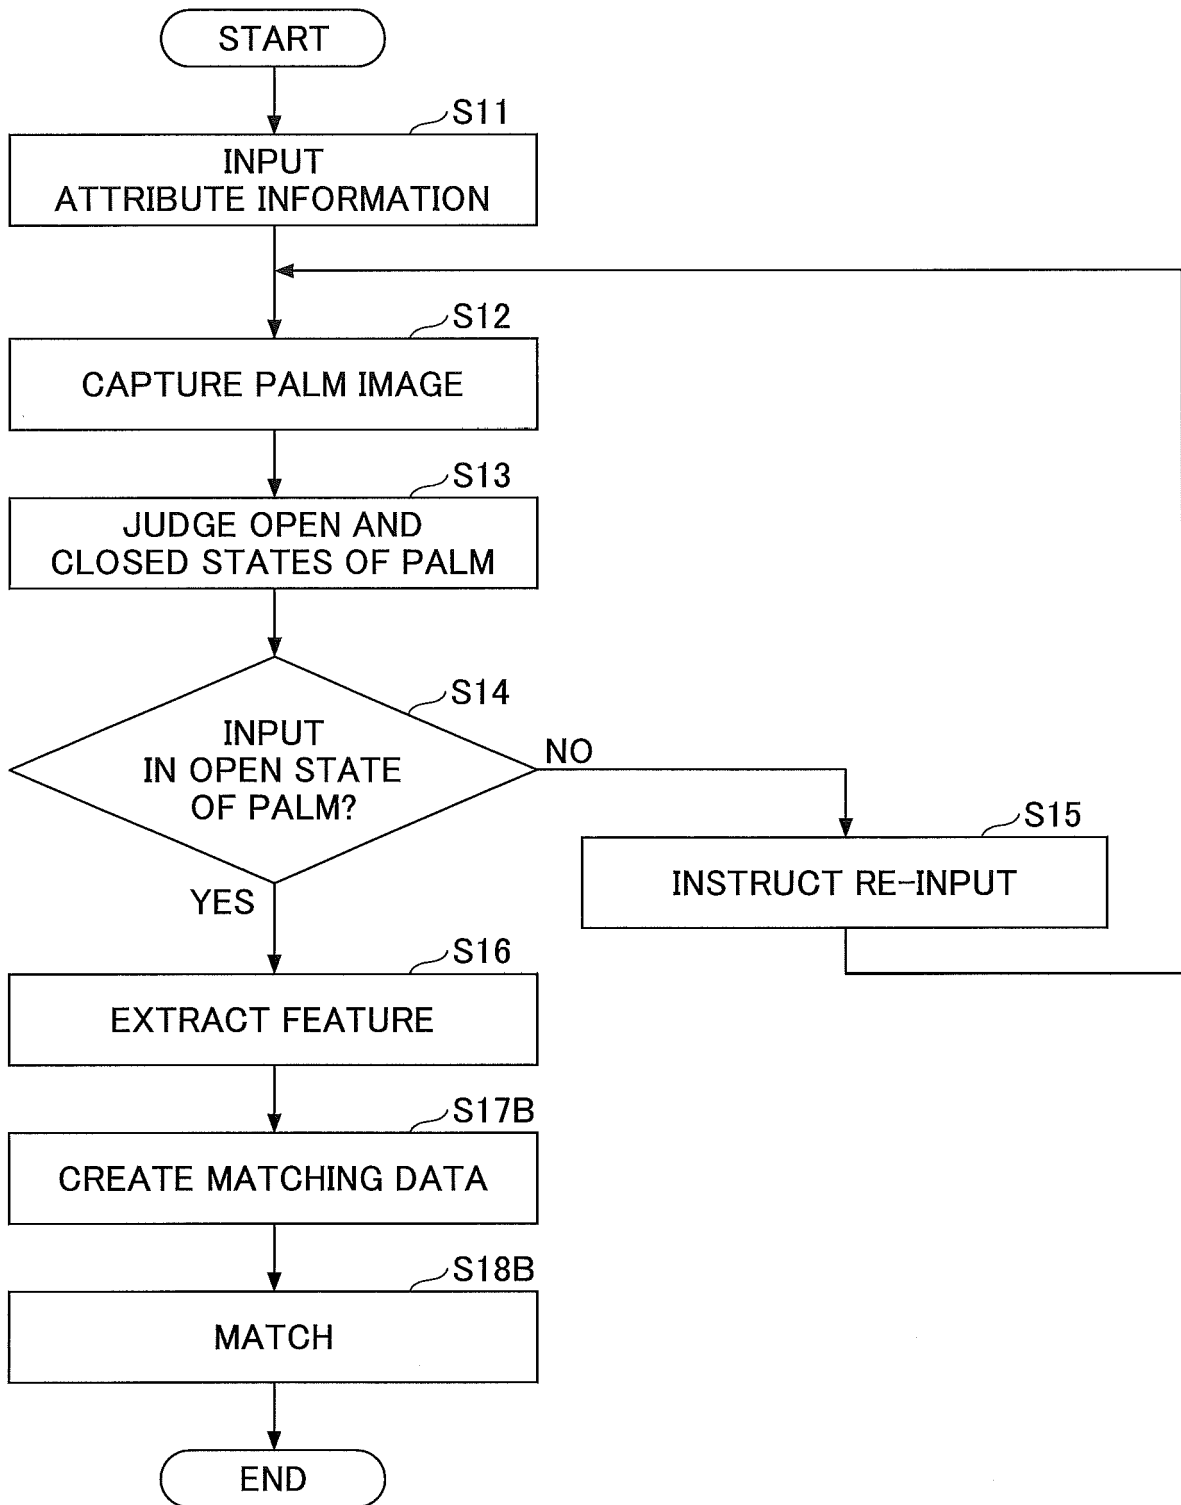 START
S11
INPUT
ATTRIBUTE INFORMATION
S12
CAPTURE PALM IMAGE
S13
JUDGE OPEN AND
CLOSED STATES OF PALM
S14
INPUT
IN OPEN STATE
OF PALM?
NO
S15
INSTRUCT RE-INPUT
YES
S16
EXTRACT FEATURE
S17B
CREATE MATCHING DATA
S18B
MATCH
END